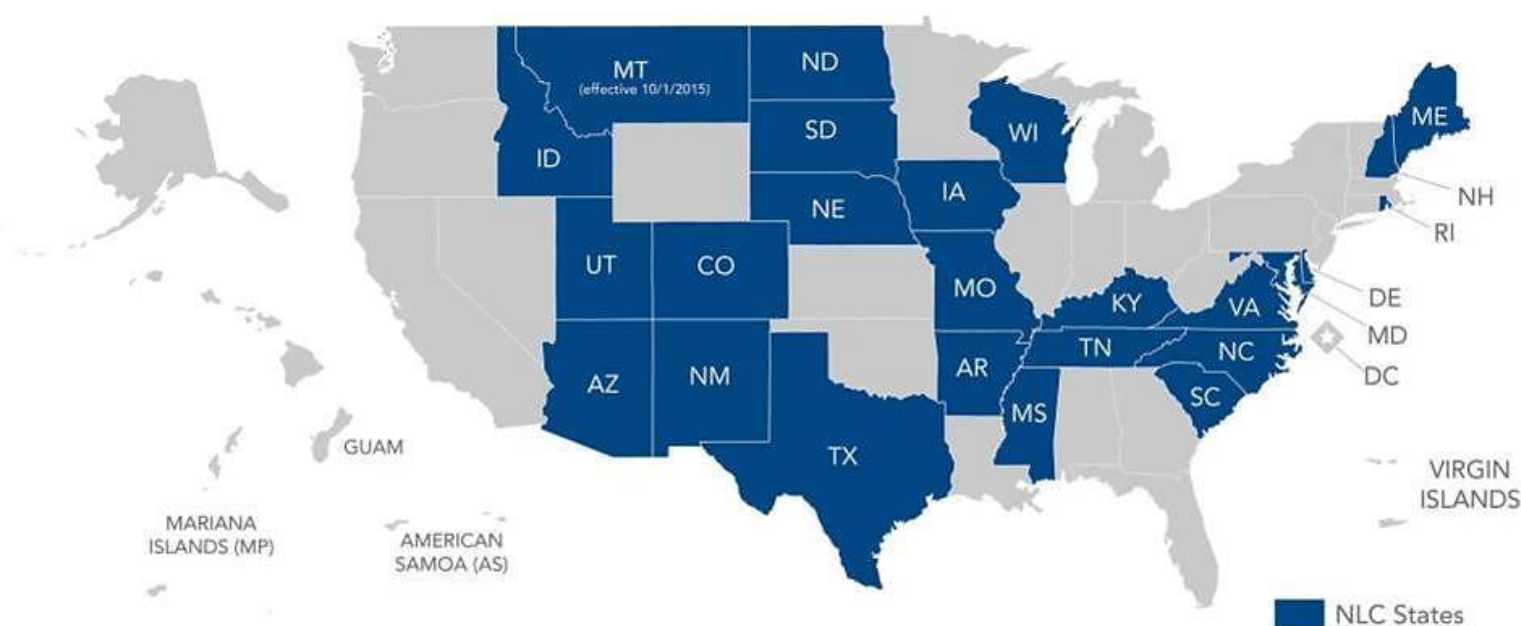 MT
(effective 10/1/2015)
ND
ID
SD
WI
ME
NE
IA
NH
RI
UT
CO
MO
KY
VA
DE
MD
DC
AZ
NM
AR
TN
NC
SC
MS
TX
GUAM
MARIANA
ISLANDS (MP)
AMERICAN
SAMOA (AS)
VIRGIN
ISLANDS
NLC States